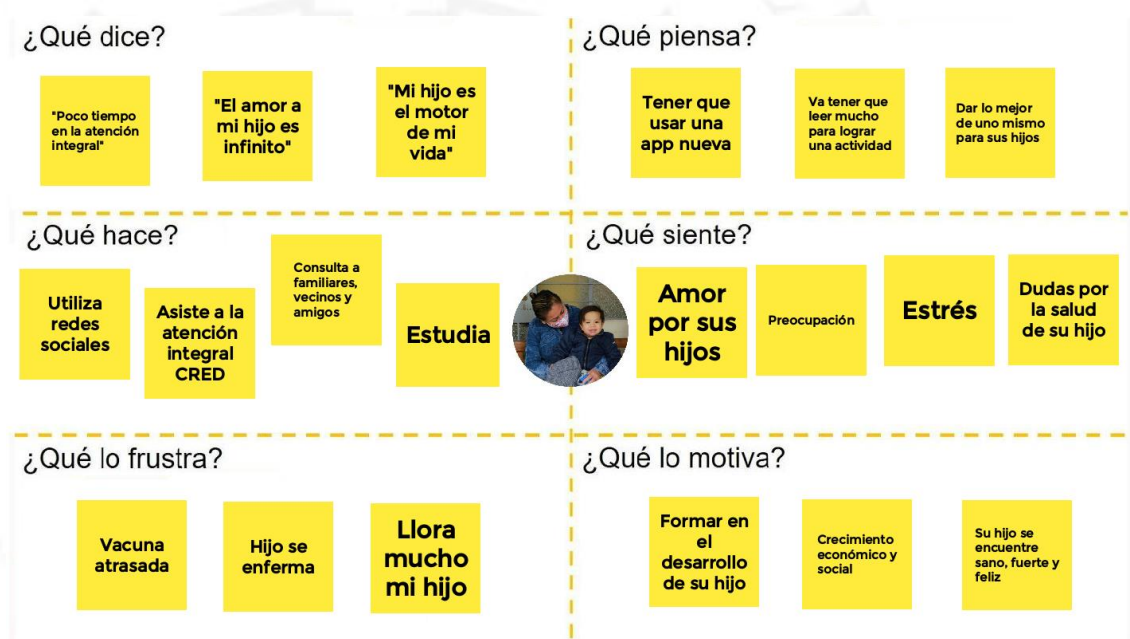 ¿Qué dice?
"Poco tiempo
en la atención
integral"
"El amor a
mi hijo es
infinito"
"Mi hijo es
el motor
de mi
vida"
¿Qué piensa?
Tener que
usar una
app nueva
Va tener que
leer mucho
para lograr
una actividad
Dar lo mejor
de uno mismo
para sus hijos
¿Qué hace?
Utiliza
redes
sociales
Asiste a la
atención
integral
CRED
Consulta a
familiares,
vecinos y
amigos
Estudia
¿Qué siente?
Amor
por sus
hijos
Preocupación
Estrés
Dudas por
la salud
de su hijo
¿Qué lo frustra?
Vacuna
atrasada
Hijo se
enferma
Llora
mucho
mi hijo
¿Qué lo motiva?
Formar en
el
desarrollo
de su hijo
Crecimiento
económico y
social
Su hijo se
encuentre
sano, fuerte y
feliz